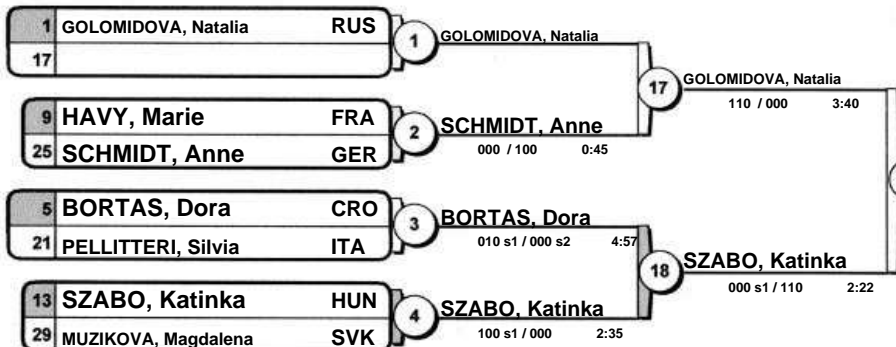 1 GOLOMIDOVA, Natalia RUS
17
9 HAVY, Marie FRA
25 SCHMIDT, Anne GER
5 BORTAS, Dora CRO
21 PELLITTERI, Silvia ITA
13 SZABO, Katinka HUN
29 MUZIKOVA, Magdalena SVK
1 GOLOMIDOVA, Natalia
2 SCHMIDT, Anne
000 / 100 0:45
3 BORTAS, Dora
010 s1 / 000 s2 4:57
4 SZABO, Katinka
100 s1 / 000 2:35
17 GOLOMIDOVA, Natalia
110 / 000 3:40
18 SZABO, Katinka
000 s1 / 110 2:22